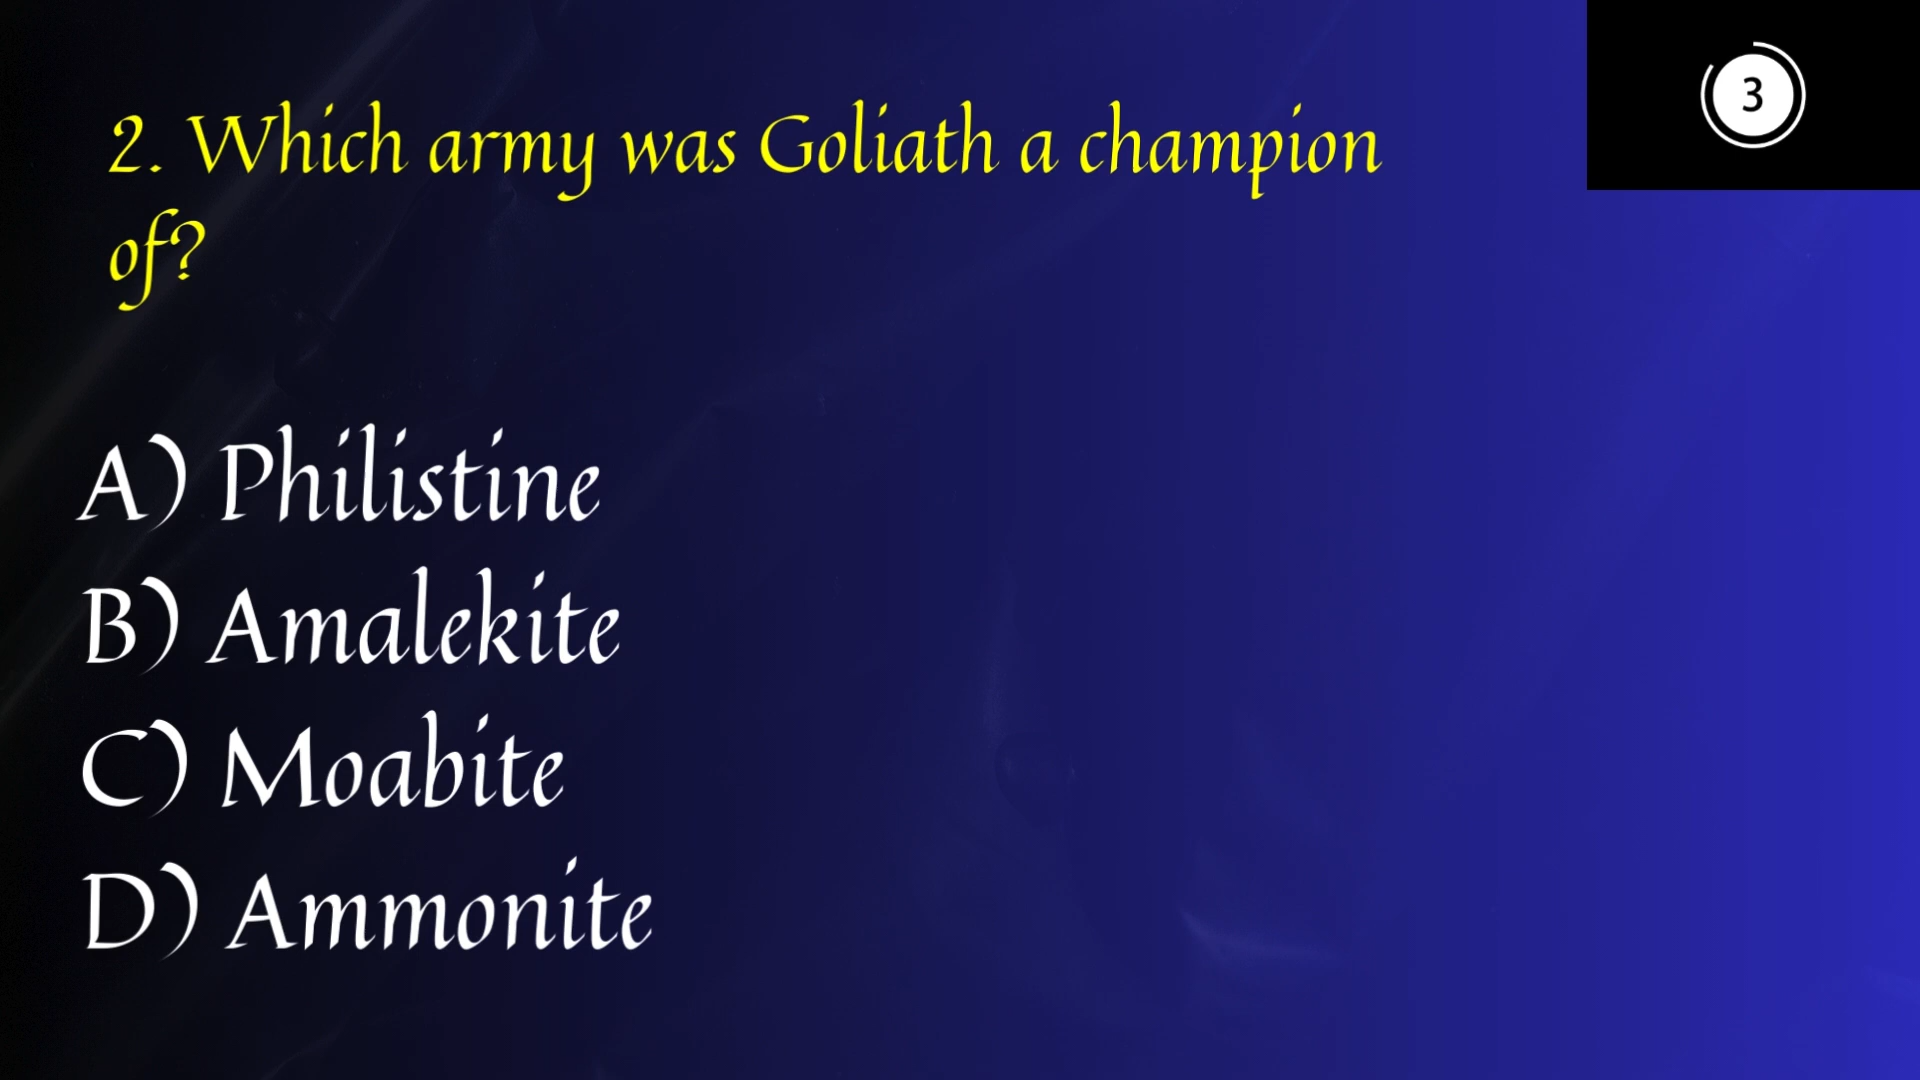 2. Which army was Goliath a champion
of?
3
A) Philistine
B) Amalekite
C) Moabite
D) Ammonite